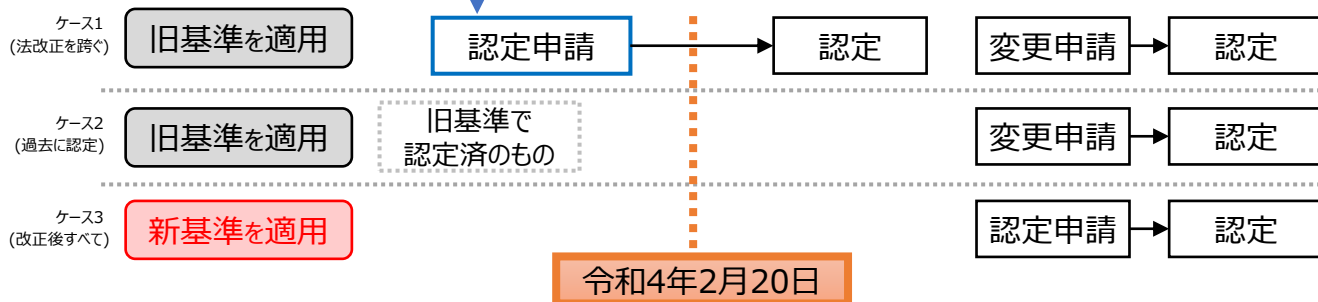 ケース1
(法改正を跨ぐ)
旧基準を適用
認定申請
認定
変更申請
認定
ケース2
(過去に認定)
旧基準を適用
旧基準で
認定済のもの
変更申請
認定
ケース3
(改正後すべて)
新基準を適用
認定申請
認定
令和4年2月20日